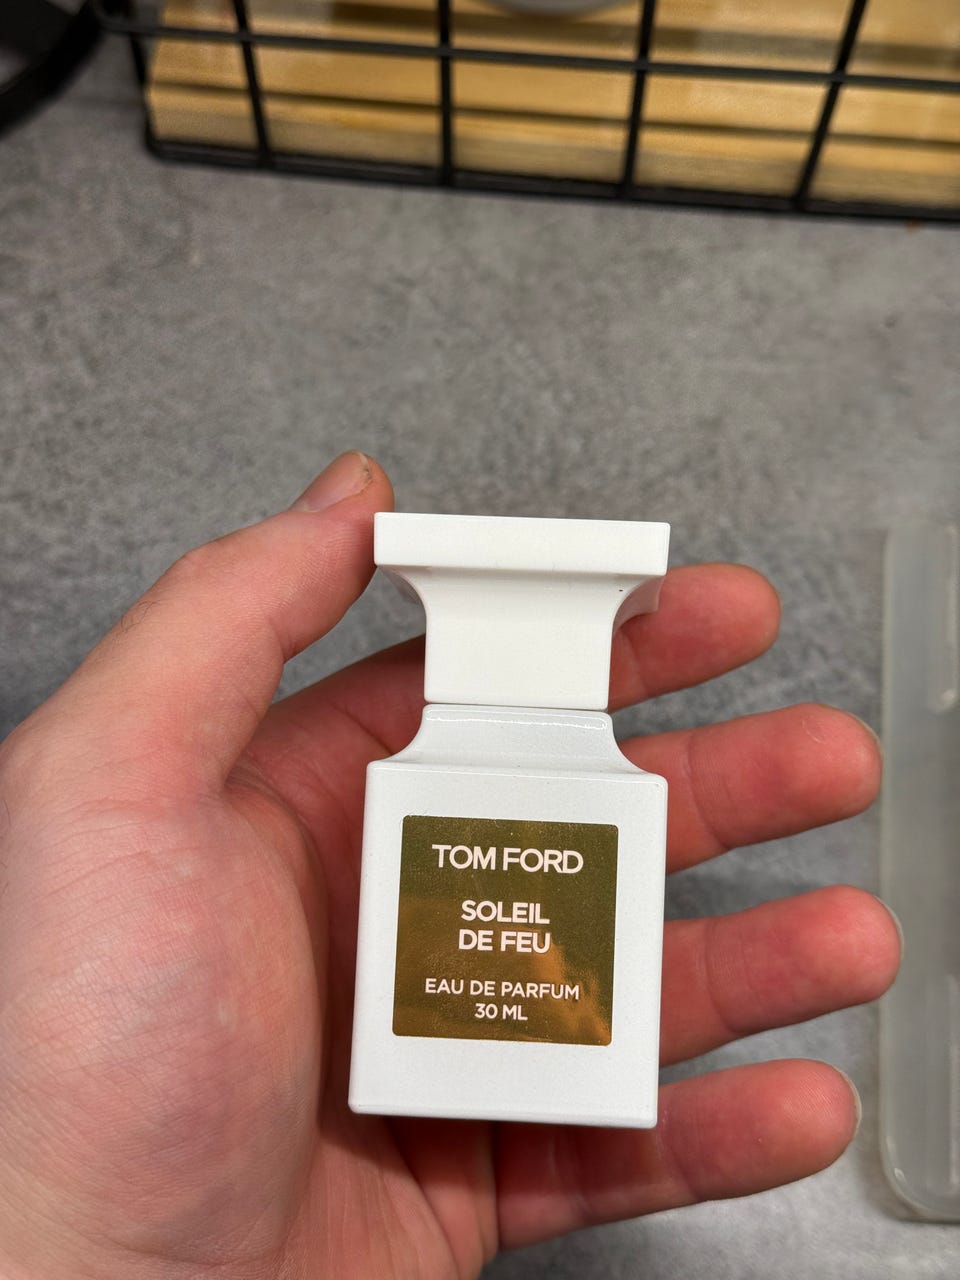 TOM FORD
SOLEIL
DE FEU
EAU DE PARFUM
30 ML